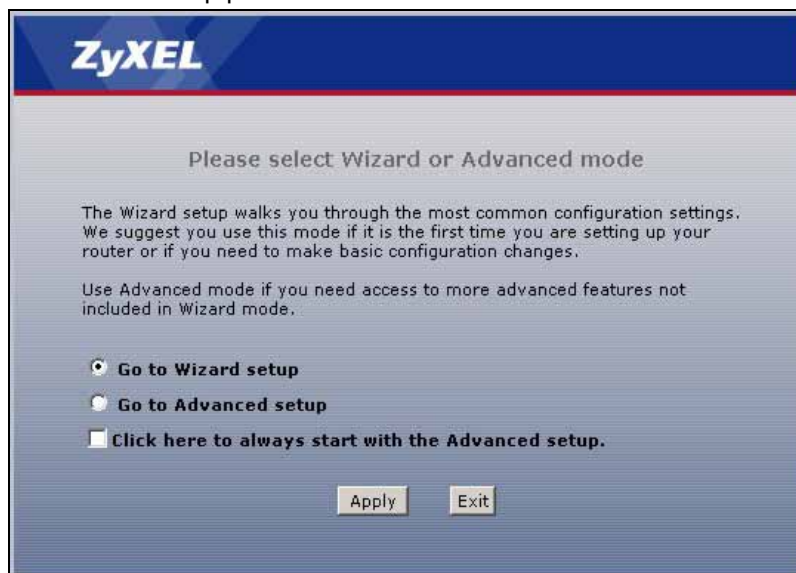 ZyXEL
Please select Wizard or Advanced mode
The Wizard setup walks you through the most common configuration settings.
We suggest you use this mode if it is the first time you are setting up your
router or if you need to make basic configuration changes.
Use Advanced mode if you need access to more advanced features not
included in Wizard mode.
Go to Wizard setup
Go to Advanced setup
Click here to always start with the Advanced setup.
Apply Exit